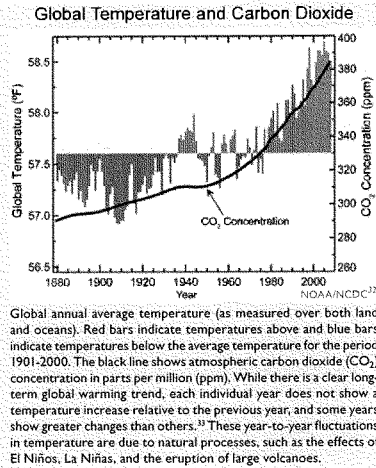 Global Temperature and Carbon Dioxide
Global Temperature (°F)
58.5
58.0
57.5
57.0
56.5
400
380
360
340
320
300
280
260
CO₂ Concentration (ppm)
CO₂ Concentration
1880 1900 1920 1940 1960 1980 2000
Year
NOAA/NCDC³²
Global annual average temperature (as measured over both land
and oceans). Red bars indicate temperatures above and blue bars
indicate temperatures below the average temperature for the period
1901-2000. The black line shows atmospheric carbon dioxide (CO₂)
concentration in parts per million (ppm). While there is a clear long-
term global warming trend, each individual year does not show a
temperature increase relative to the previous year, and some years
show greater changes than others.³³ These year-to-year fluctuations
in temperature are due to natural processes, such as the effects of
El Niños, La Niñas, and the eruption of large volcanoes.